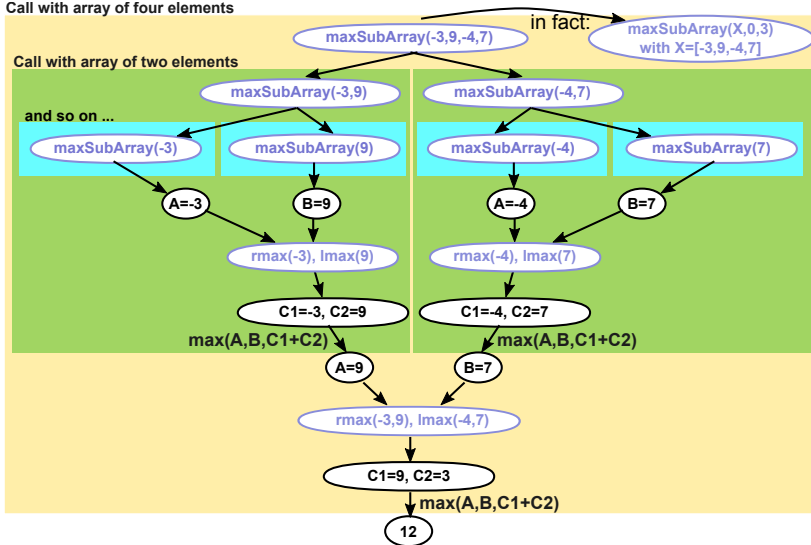 Call with array of four elements
maxSubArray(-3,9,-4,7)
in fact:
maxSubArray(X,0,3)
with X=[-3,9,-4,7]
Call with array of two elements
maxSubArray(-3,9)
maxSubArray(-4,7)
and so on ...
maxSubArray(-3)
maxSubArray(9)
maxSubArray(-4)
maxSubArray(7)
A=-3
B=9
A=-4
B=7
rmax(-3), lmax(9)
rmax(-4), lmax(7)
C1=-3, C2=9
C1=-4, C2=7
max(A,B,C1+C2)
max(A,B,C1+C2)
A=9
B=7
rmax(-3,9), lmax(-4,7)
C1=9, C2=3
max(A,B,C1+C2)
12